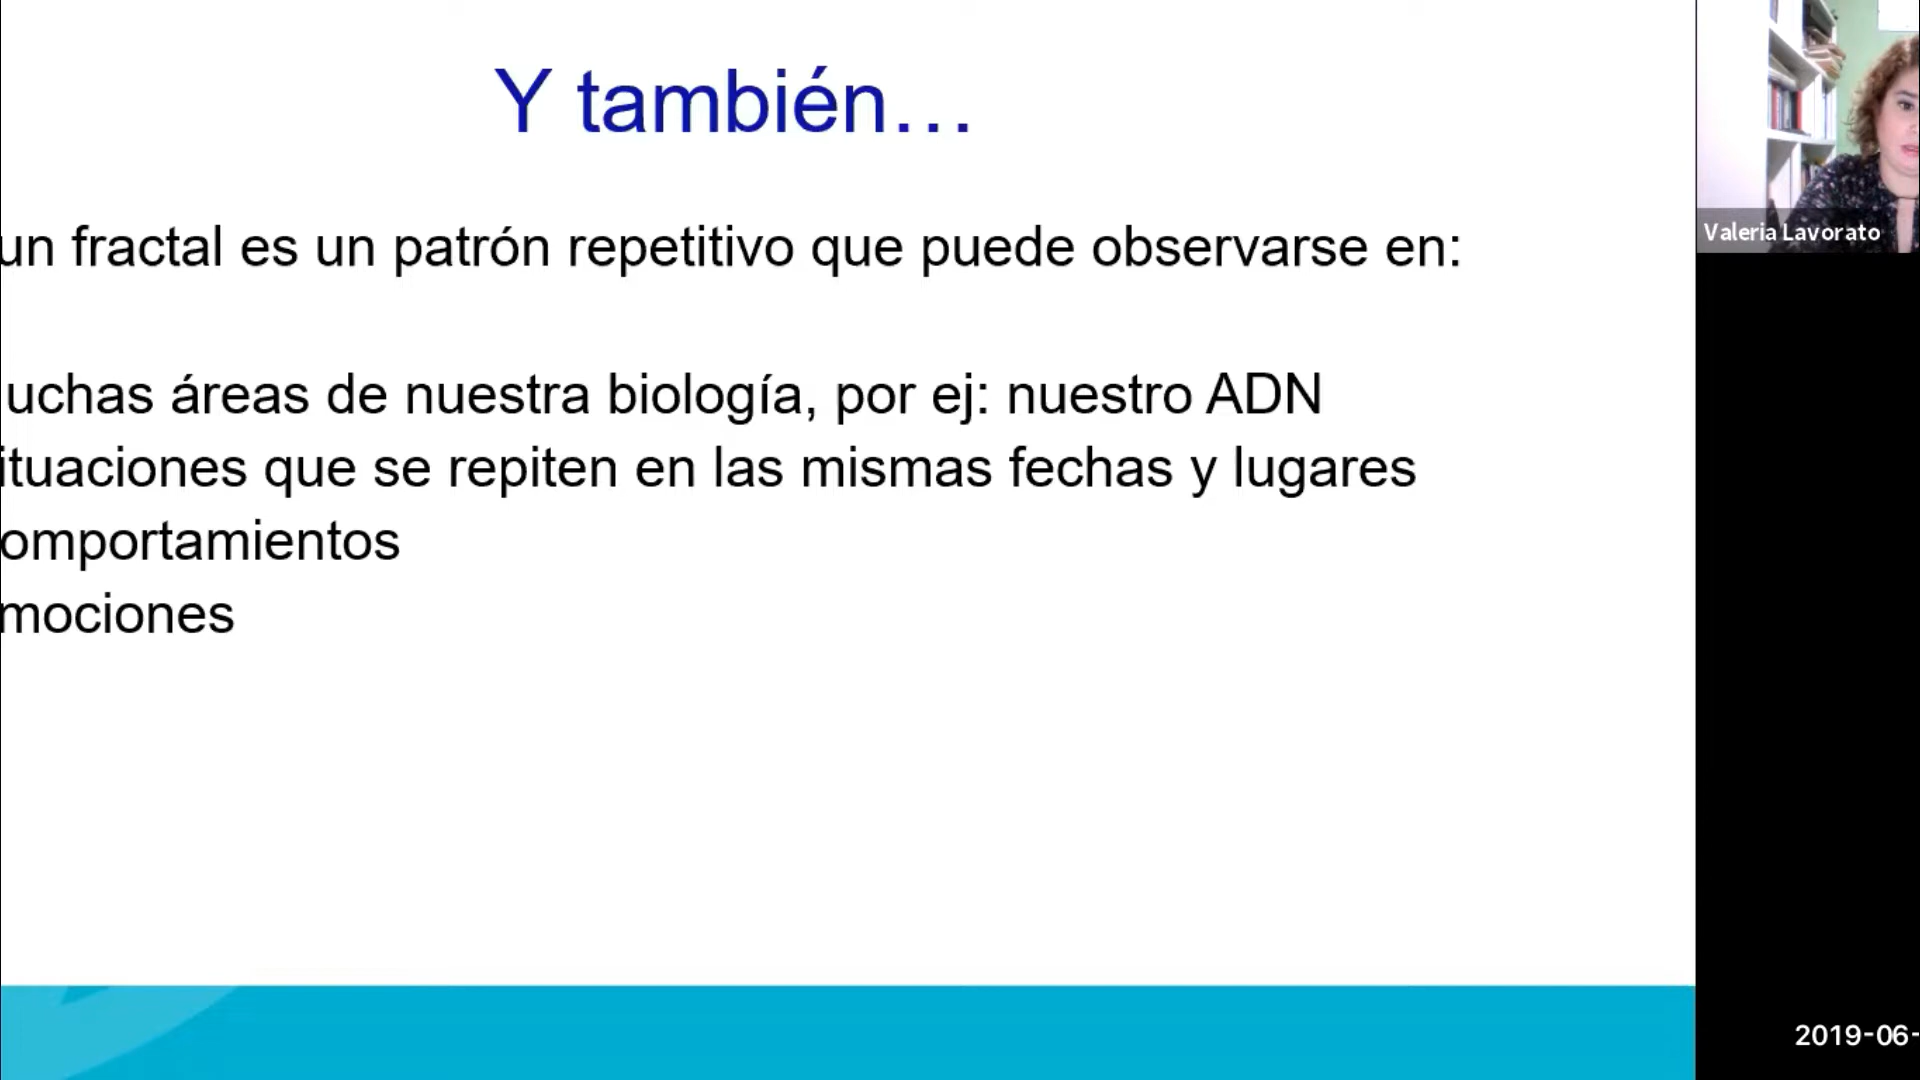 Y también…
un fractal es un patrón repetitivo que puede observarse en:
uchas áreas de nuestra biología, por ej: nuestro ADN
ituaciones que se repiten en las mismas fechas y lugares
omportamientos
mociones
Valeria Lavorato
2019-06-